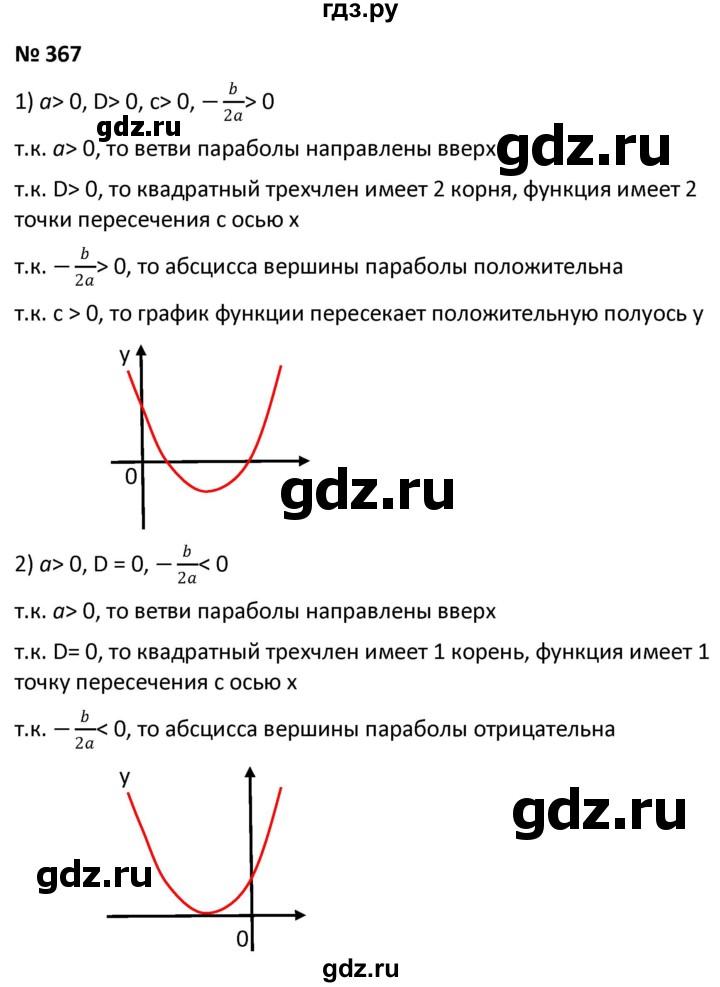 гдз.ру
№ 367
1) a> 0, D> 0, c> 0, −b/2a> 0
gdz.ru
т.к. a> 0, то ветви параболы направлены вверх
gdz.ru
т.к. D> 0, то квадратный трехчлен имеет 2 корня, функция имеет 2
точки пересечения с осью x
т.к. −b/2a> 0, то абсцисса вершины параболы положительна
т.к. c > 0, то график функции пересекает положительную полуось y
y
0
gdz.ru
2) a> 0, D = 0, −b/2a< 0
т.к. a> 0, то ветви параболы направлены вверх
т.к. D= 0, то квадратный трехчлен имеет 1 корень, функция имеет 1
точку пересечения с осью x
т.к. −b/2a< 0, то абсцисса вершины параболы отрицательна
y
gdz.ru
gdz.ru
0
gdz.ru